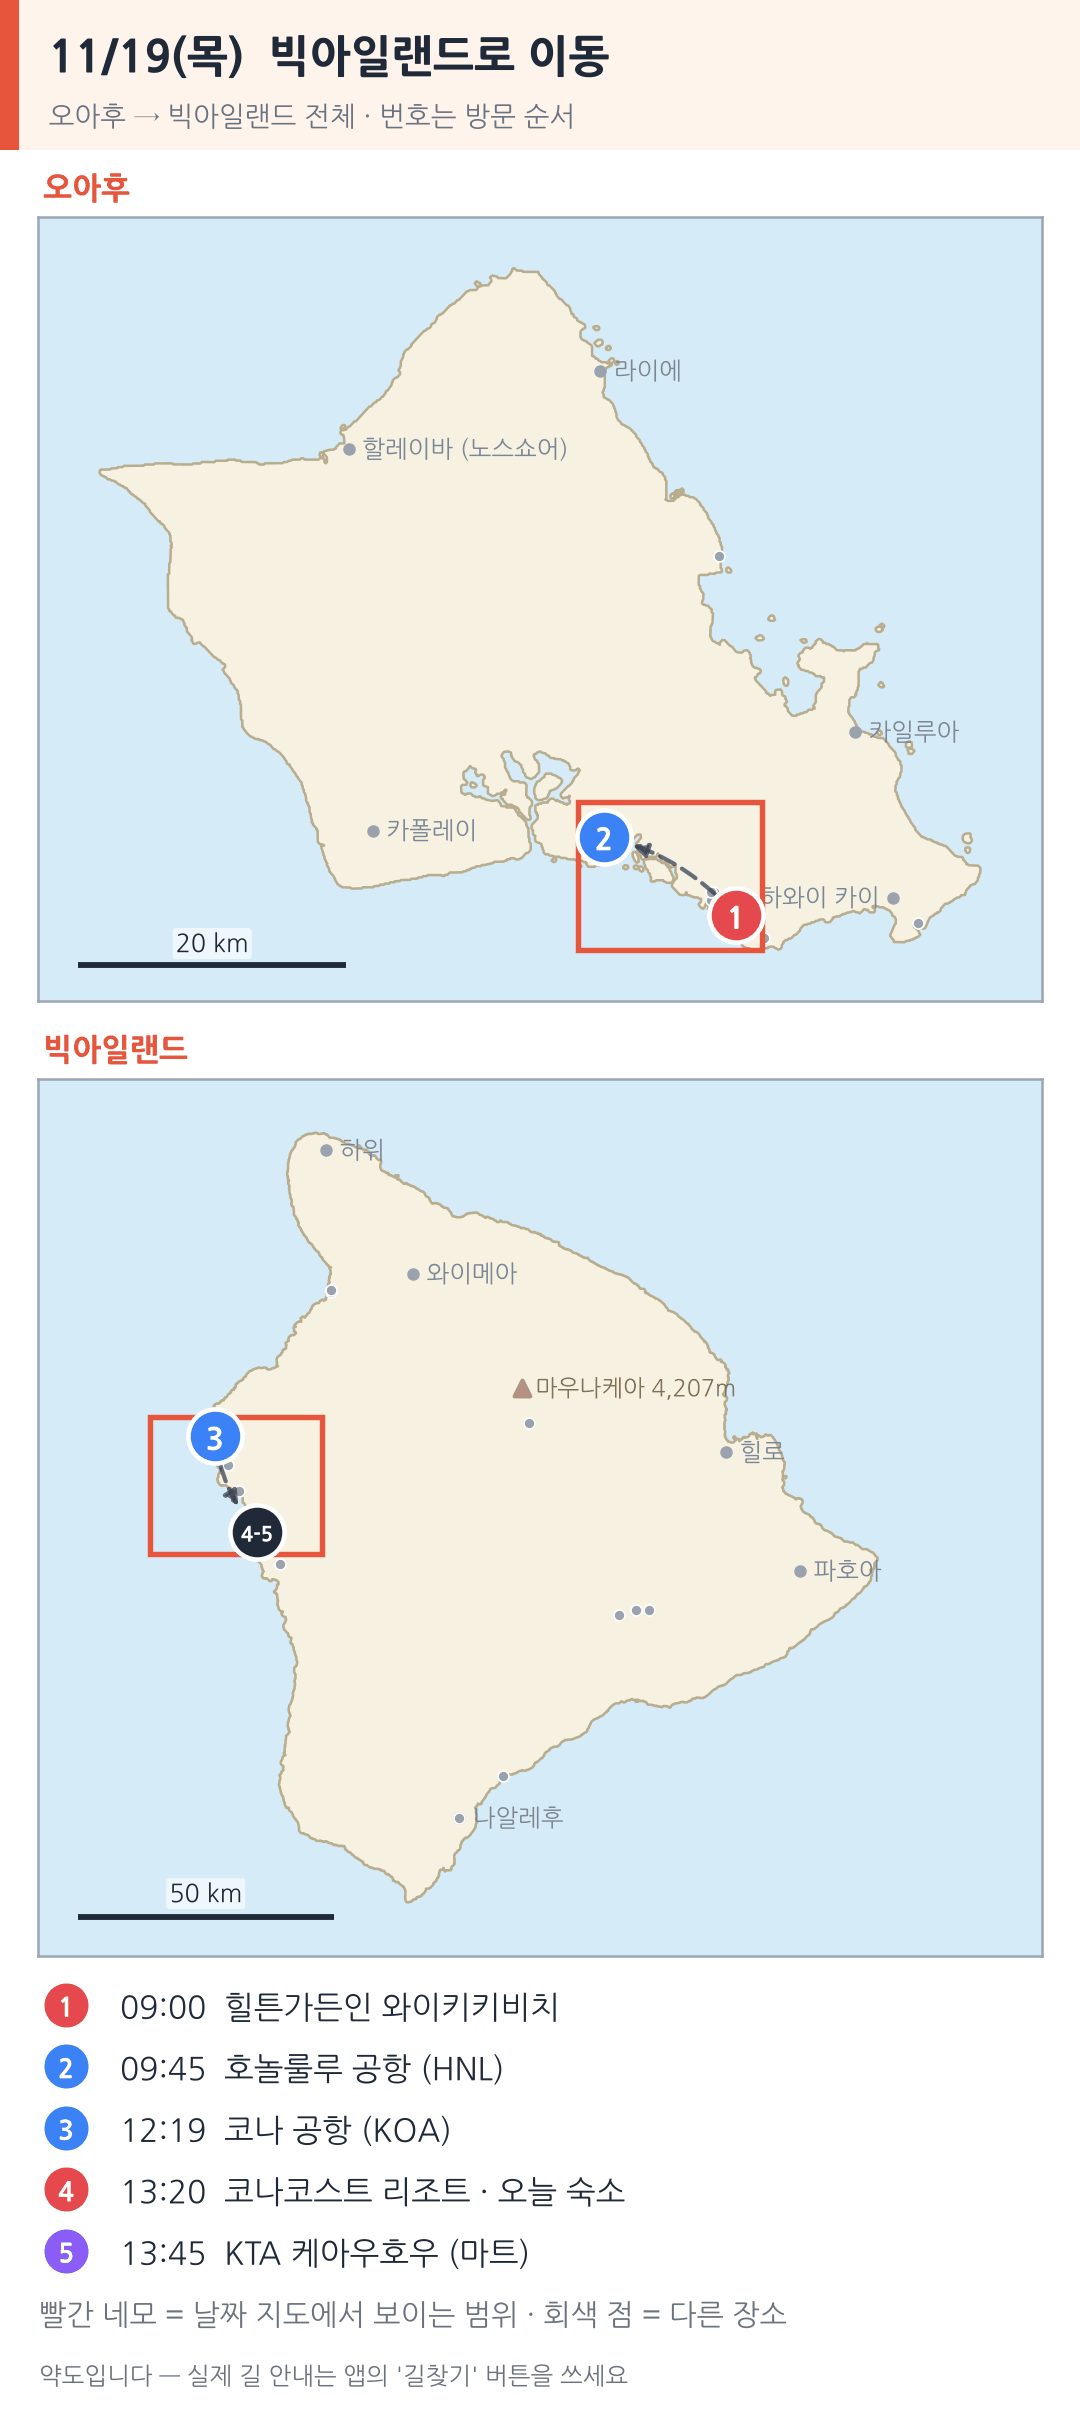 11/19(목) 빅아일랜드로 이동
오아후 → 빅아일랜드 전체 · 번호는 방문 순서
오아후
라이에
할레이바 (노스쇼어)
카일루아
카폴레이
2
하와이 카이
1
20 km
빅아일랜드
하위
와이메아
마우나케아 4,207m
3
힐로
4-5
파호아
나알레후
50 km
1 09:00 힐튼가든인 와이키키비치
2 09:45 호놀룰루 공항 (HNL)
3 12:19 코나 공항 (KOA)
4 13:20 코나코스트 리조트 · 오늘 숙소
5 13:45 KTA 케아우호우 (마트)
빨간 네모 = 날짜 지도에서 보이는 범위 · 회색 점 = 다른 장소
약도입니다 — 실제 길 안내는 앱의 '길찾기' 버튼을 쓰세요